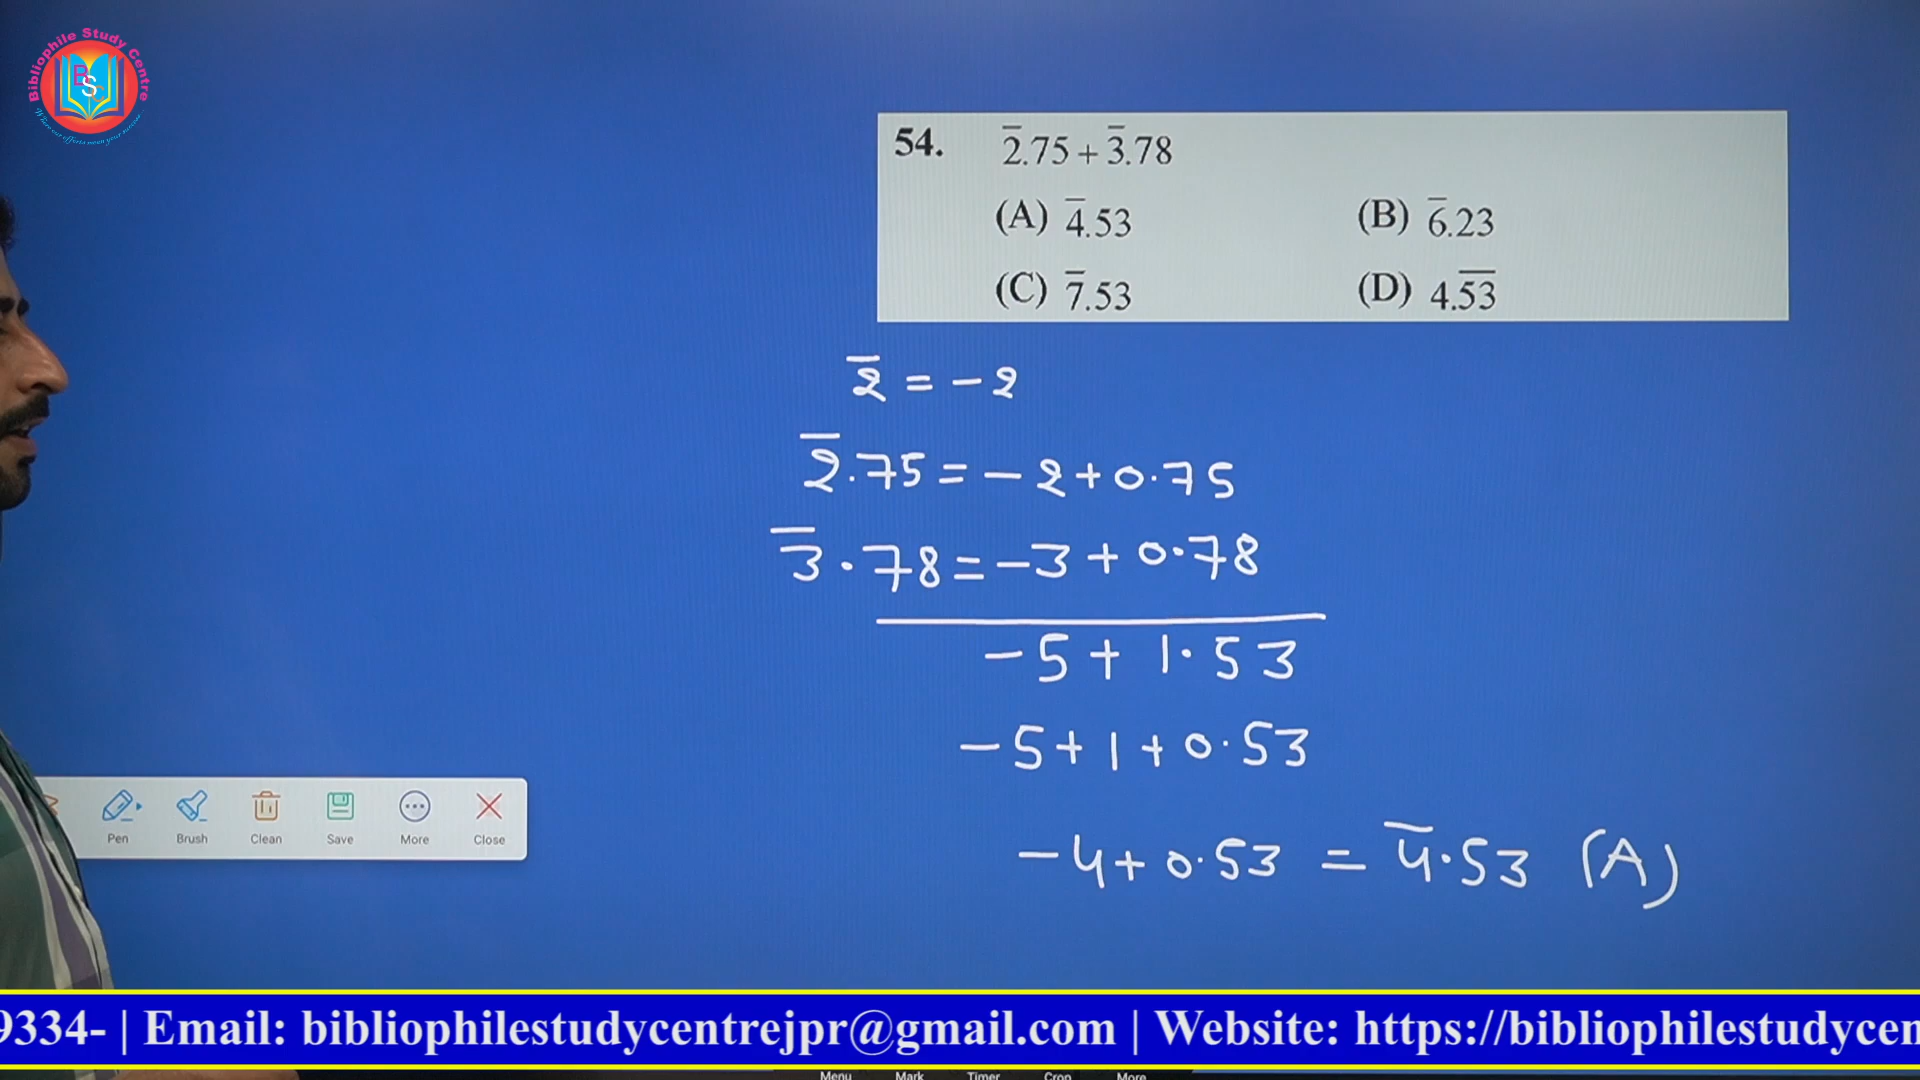 Bibliophile Study Centre
BSC
54. 2̅.75 + 3̅.78
(A) 4̅.53 (B) 6̅.23
(C) 7̅.53 (D) 4.5̅3̅
2̅ = -2
2̅.75 = -2 + 0.75
3̅.78 = -3 + 0.78
-5 + 1.53
-5 + 1 + 0.53
-4 + 0.53 = 4̅.53 (A)
Pen Brush Clean Save More Close
9334- | Email: bibliophilestudycentrejpr@gmail.com | Website: https://bibliophilestudycen
Menu Mark Timer Crop More